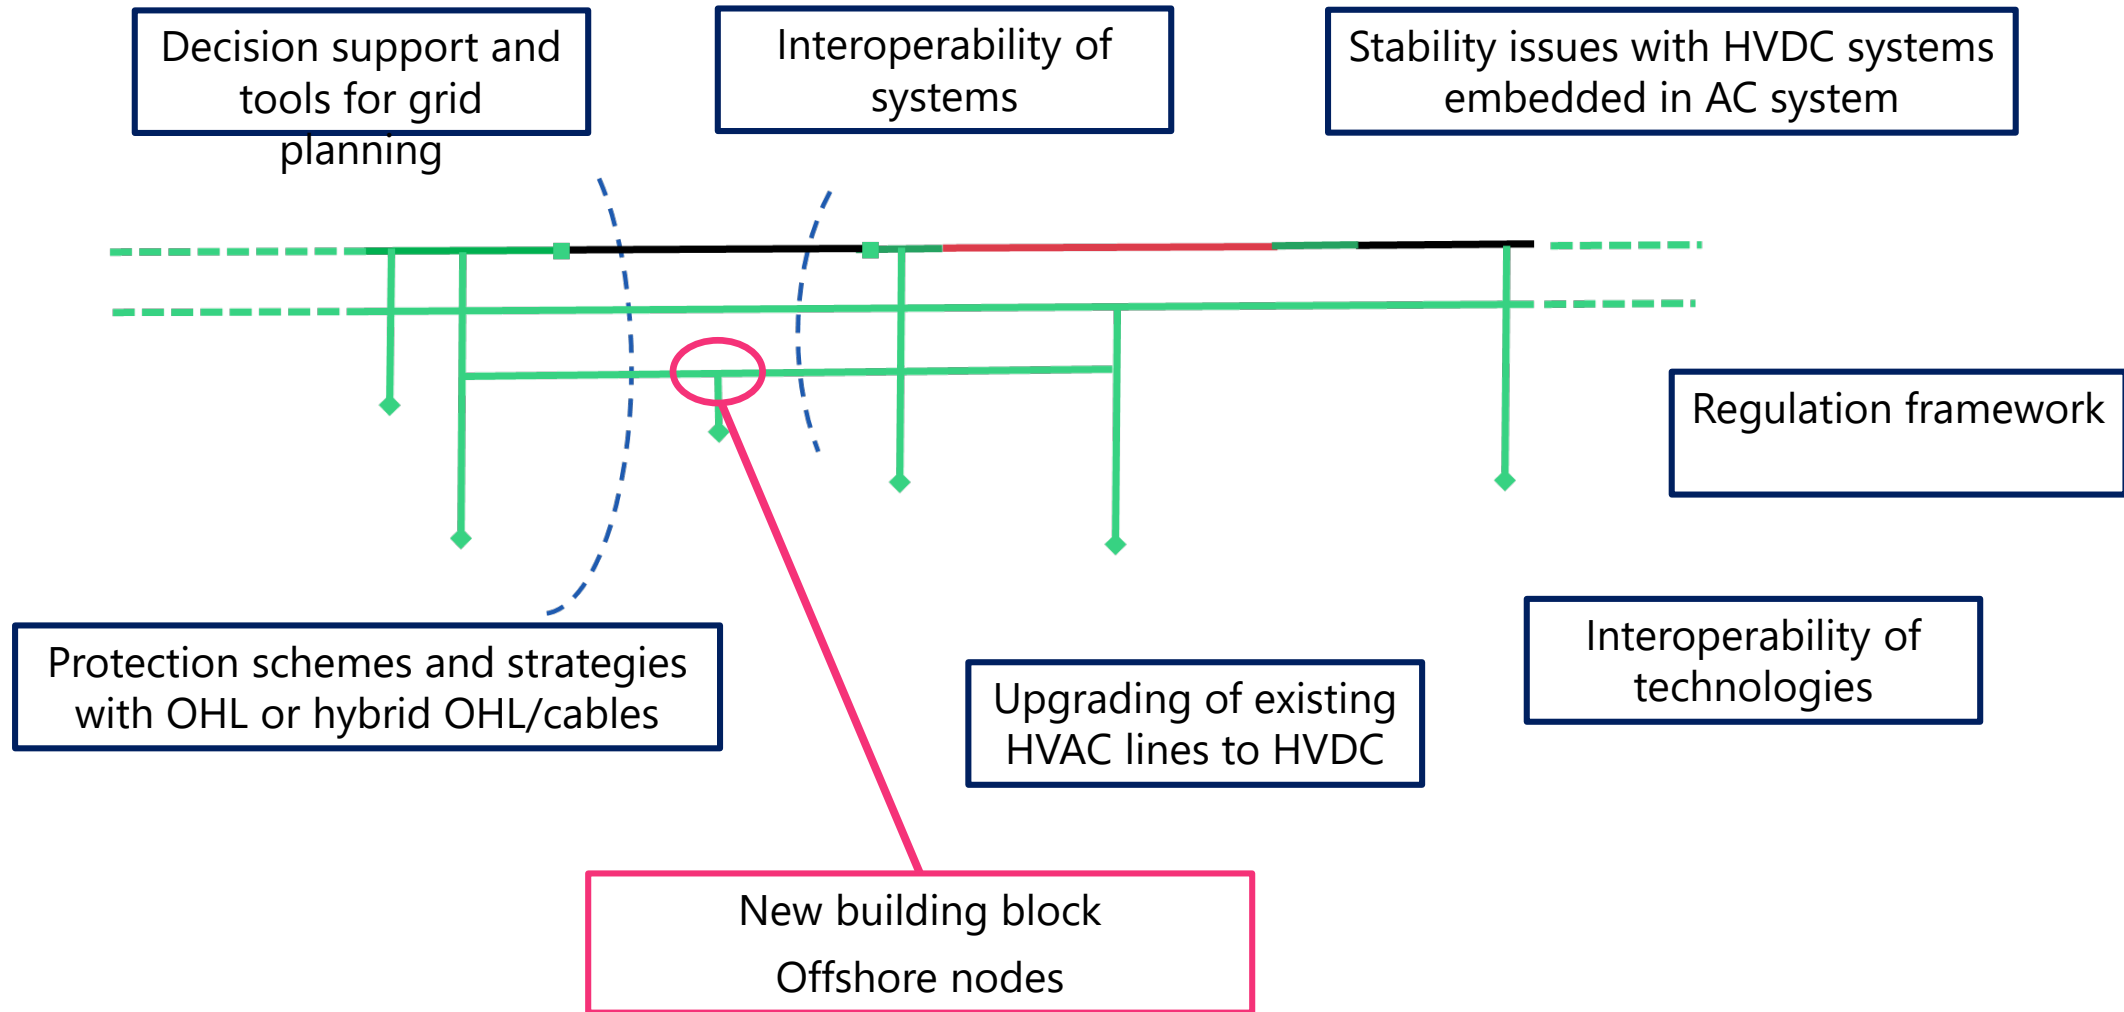 Decision support and
tools for grid
planning
Interoperability of
systems
Stability issues with HVDC systems
embedded in AC system
Regulation framework
Protection schemes and strategies
with OHL or hybrid OHL/cables
Upgrading of existing
HVAC lines to HVDC
Interoperability of
technologies
New building block
Offshore nodes